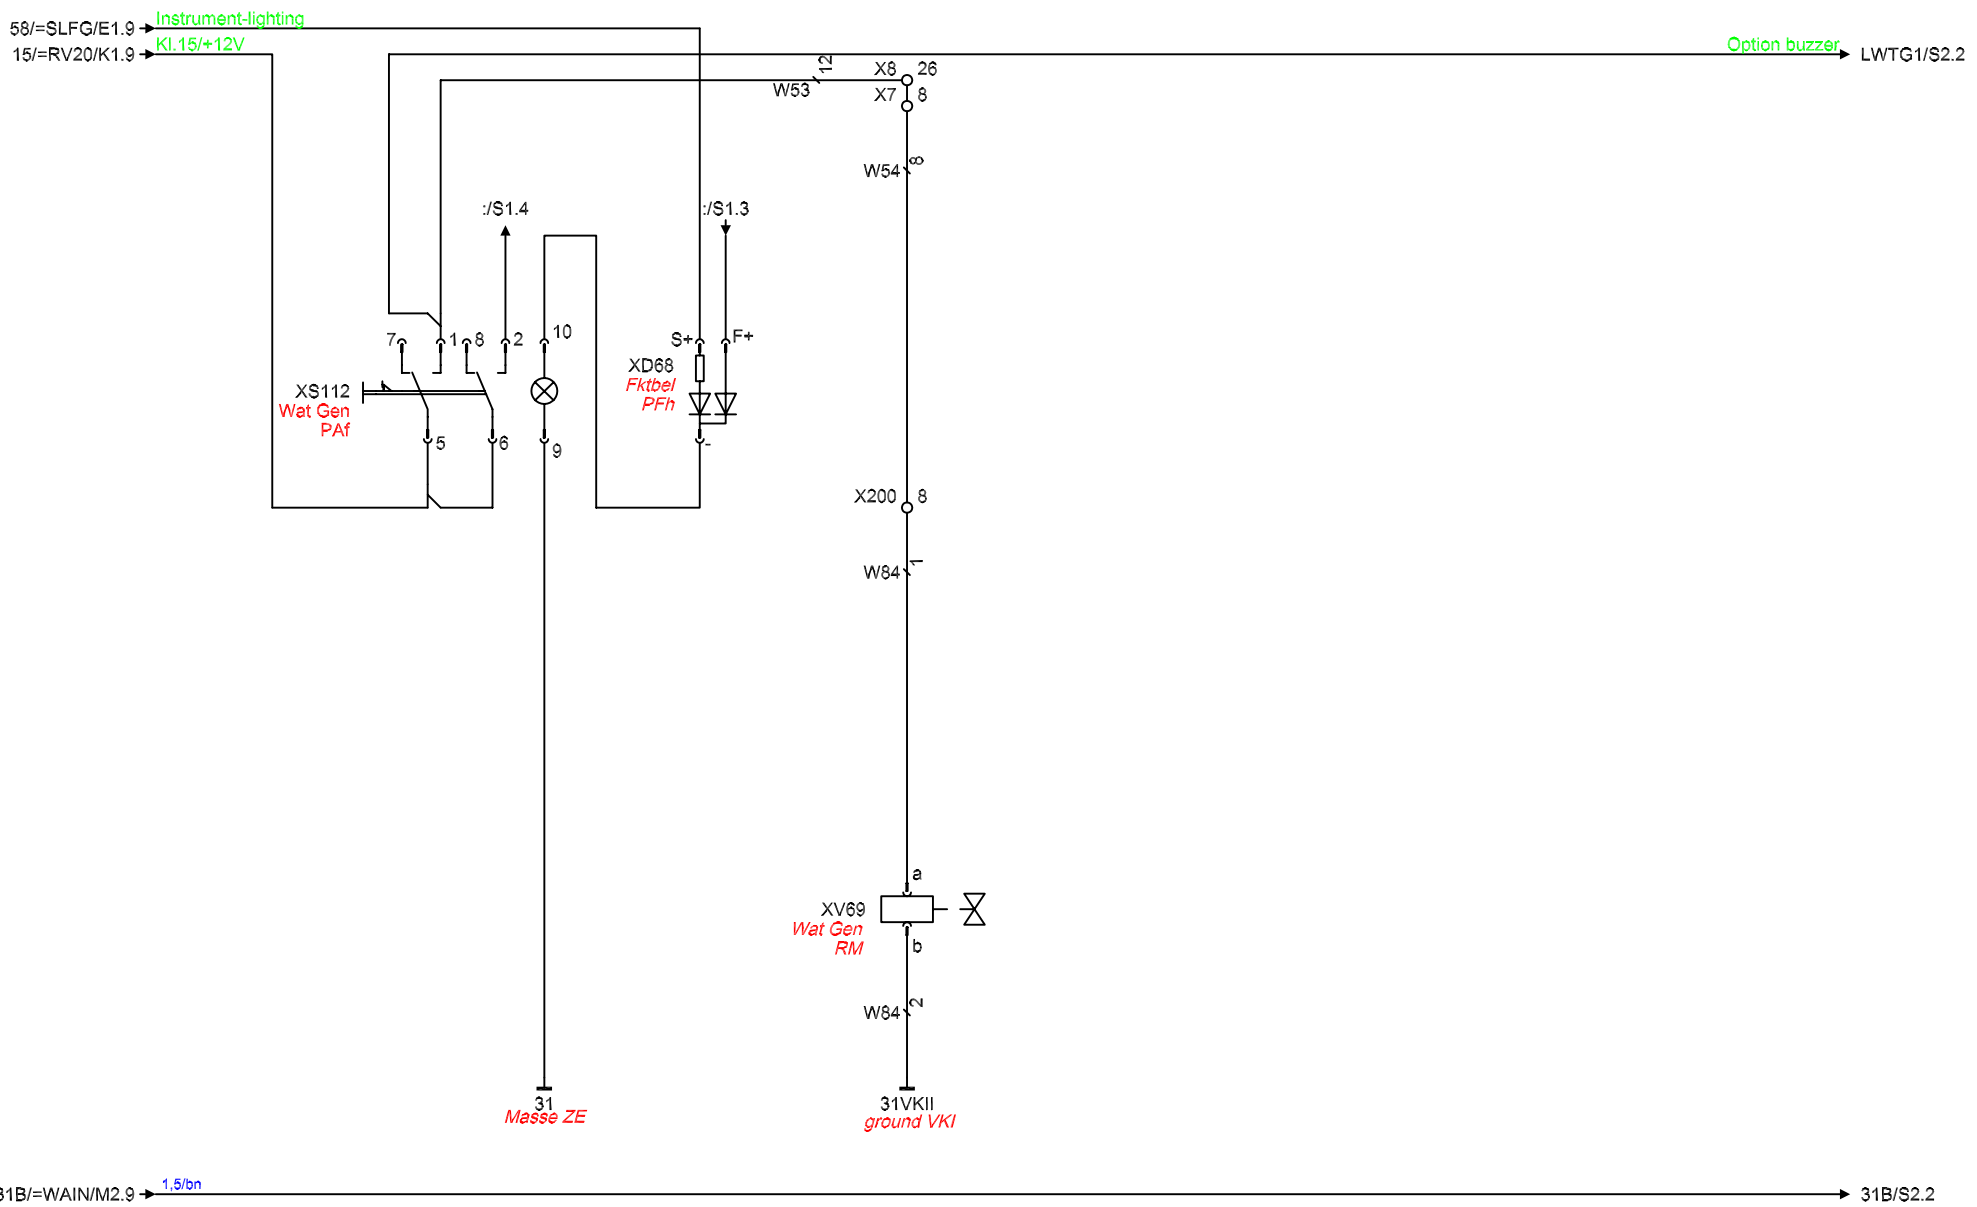 Instrument-lighting
58/=SLFG/E1.9
Kl.15/+12V
15/=RV20/K1.9
Option buzzer
LWTG1/S2.2
X8 26
12
W53
X7 8
W54 8
:/S1.4
:/S1.3
7 1 8 2 10
S+ F+
XD68
Fktbel
PFh
XS112
Wat Gen
PAf
5 6 9 -
X200 8
W84 1
a
XV69
Wat Gen
RM
b
W84 2
31
Masse ZE
31VKII
ground VKI
1,5/bn
31B/=WAIN/M2.9
31B/S2.2